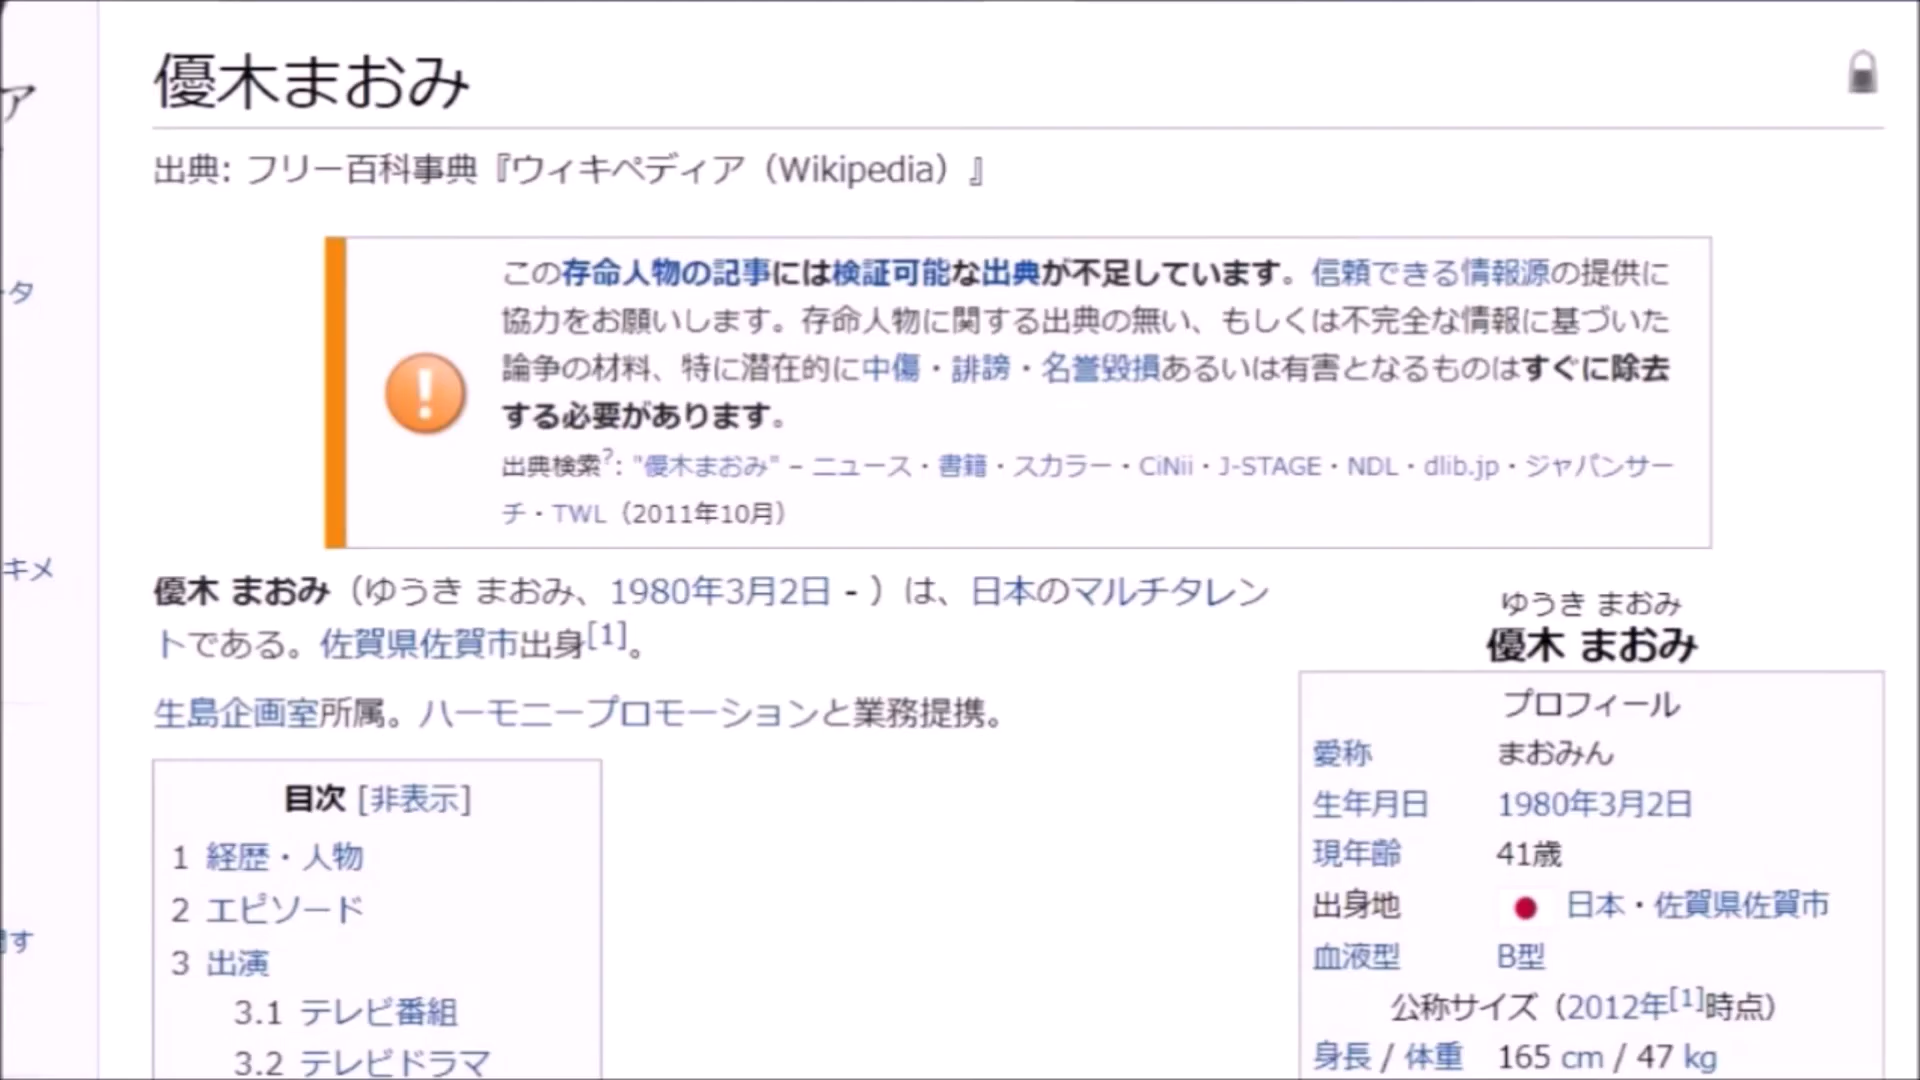 ア
優木まおみ
出典: フリー百科事典『ウィキペディア（Wikipedia）』
ータ
この存命人物の記事には検証可能な出典が不足しています。信頼できる情報源の提供に
協力をお願いします。存命人物に関する出典の無い、もしくは不完全な情報に基づいた
論争の材料、特に潜在的に中傷・誹謗・名誉毀損あるいは有害となるものはすぐに除去
する必要があります。
出典検索?: "優木まおみ" – ニュース・書籍・スカラー・CiNii・J-STAGE・NDL・dlib.jp・ジャパンサー
チ・TWL（2011年10月）
キメ
優木 まおみ（ゆうき まおみ、1980年3月2日 - ）は、日本のマルチタレン
トである。佐賀県佐賀市出身[1]。
生島企画室所属。ハーモニープロモーションと業務提携。
目次 [非表示]
1 経歴・人物
2 エピソード
3 出演
3.1 テレビ番組
3.2 テレビドラマ
す
ゆうき まおみ
優木 まおみ
プロフィール
愛称 まおみん
生年月日 1980年3月2日
現年齢 41歳
出身地 日本・佐賀県佐賀市
血液型 B型
公称サイズ（2012年[1]時点）
身長 / 体重 165 cm / 47 kg